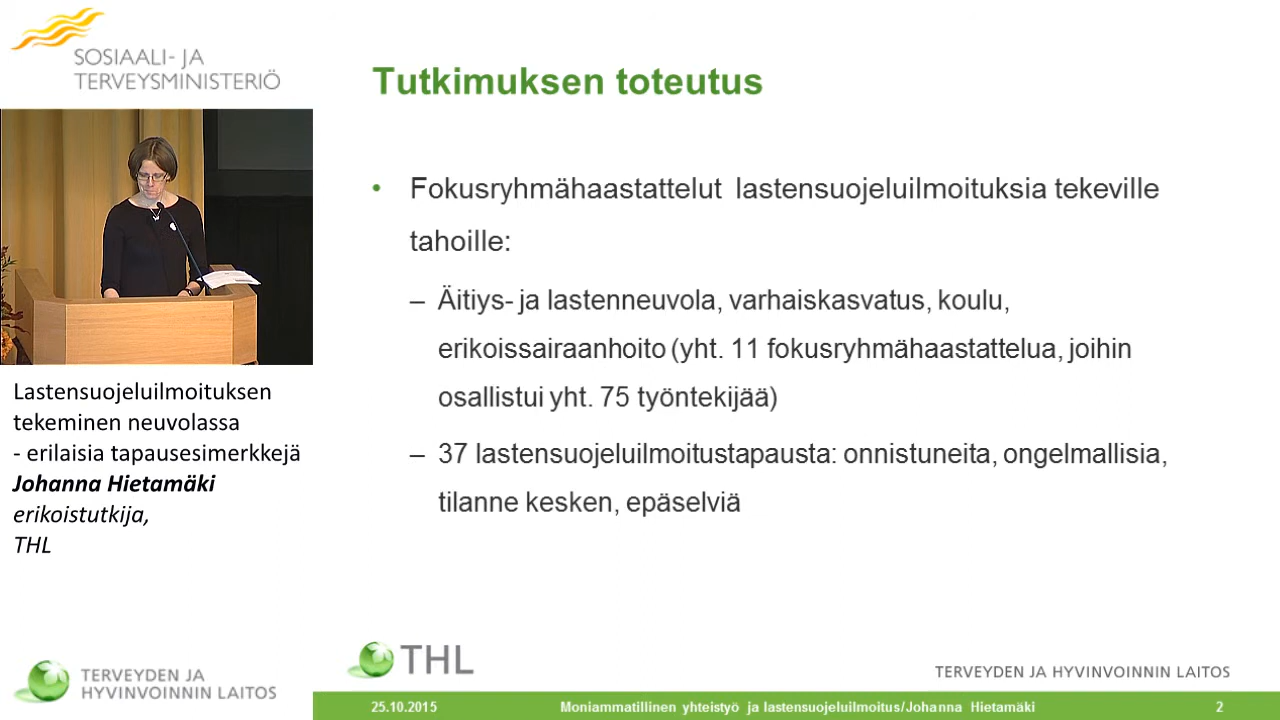 SOSIAALI- JA
TERVEYSMINISTERIÖ
Tutkimuksen toteutus
• Fokusryhmähaastattelut lastensuojeluilmoituksia tekeville
tahoille:
– Äitiys- ja lastenneuvola, varhaiskasvatus, koulu,
erikoissairaanhoito (yht. 11 fokusryhmähaastattelua, joihin
osallistui yht. 75 työntekijää)
– 37 lastensuojeluilmoitustapausta: onnistuneita, ongelmallisia,
tilanne kesken, epäselviä
Lastensuojeluilmoituksen
tekeminen neuvolassa
- erilaisia tapausesimerkkejä
Johanna Hietamäki
erikoistutkija,
THL
TERVEYDEN JA
HYVINVOINNIN LAITOS
THL
TERVEYDEN JA HYVINVOINNIN LAITOS
25.10.2015 Moniammatillinen yhteistyö ja lastensuojeluilmoitus/Johanna Hietamäki 2